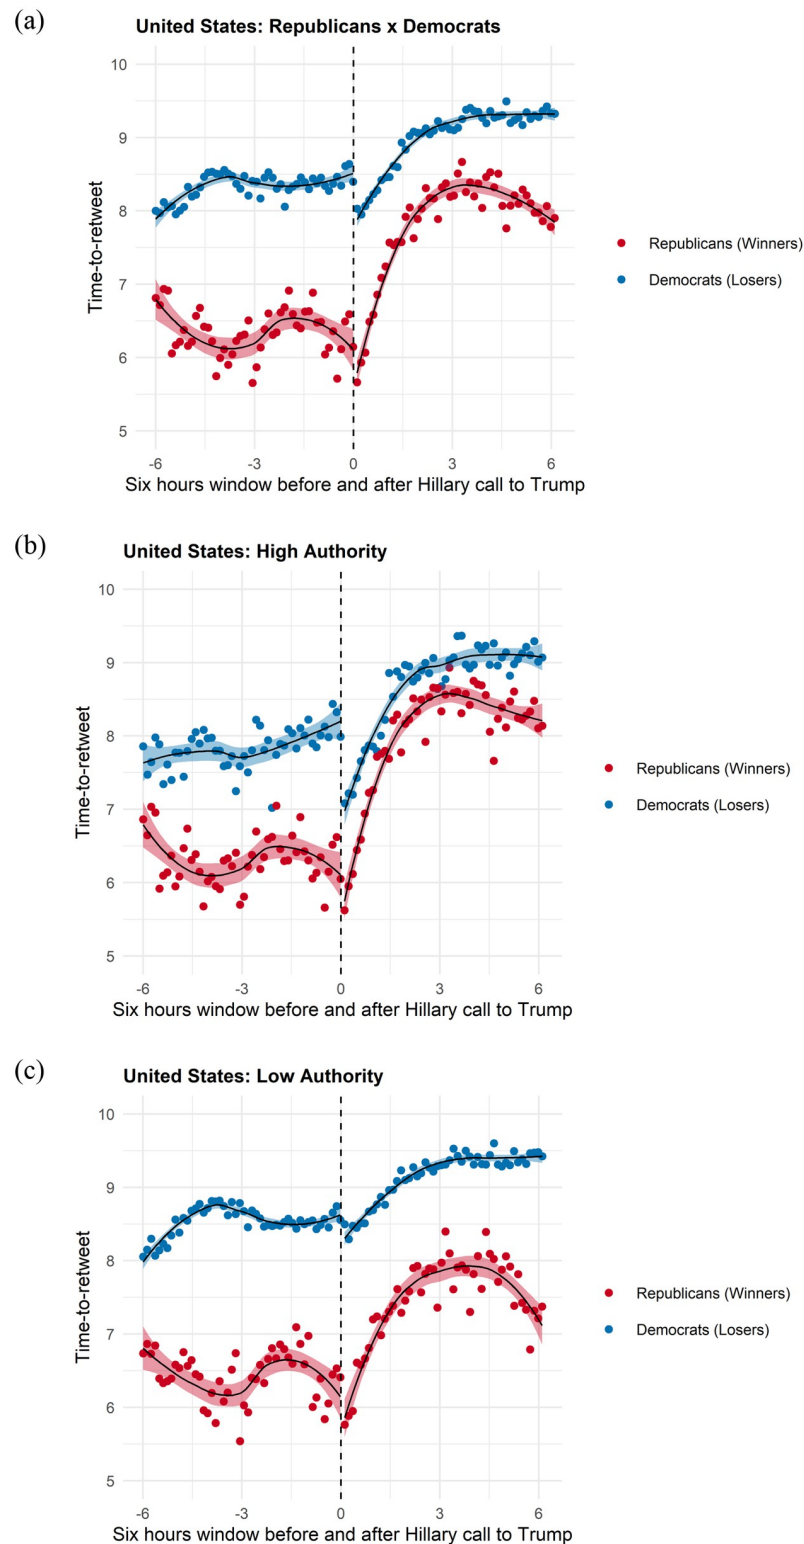 (a)
United States: Republicans x Democrats
10
9
8
7
6
5
Time-to-retweet
-6 -3 0 3 6
Six hours window before and after Hillary call to Trump
Republicans (Winners)
Democrats (Losers)
(b)
United States: High Authority
10
9
8
7
6
5
Time-to-retweet
-6 -3 0 3 6
Six hours window before and after Hillary call to Trump
Republicans (Winners)
Democrats (Losers)
(c)
United States: Low Authority
10
9
8
7
6
5
Time-to-retweet
-6 -3 0 3 6
Six hours window before and after Hillary call to Trump
Republicans (Winners)
Democrats (Losers)